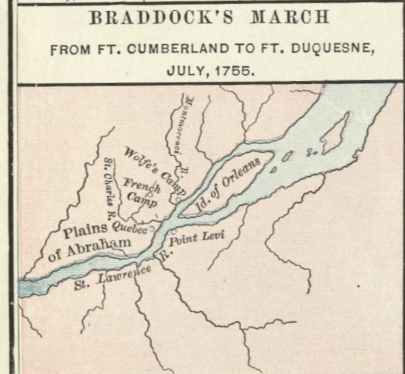 BRADDOCK'S MARCH
FROM FT. CUMBERLAND TO FT. DUQUESNE,
JULY, 1755.
Montmorenci R.
Wolfe's Camp
St. Charles R.
French
Camp
Id. of Orleans
Plains
of Abraham
Quebec
Point Levi
St. Lawrence R.